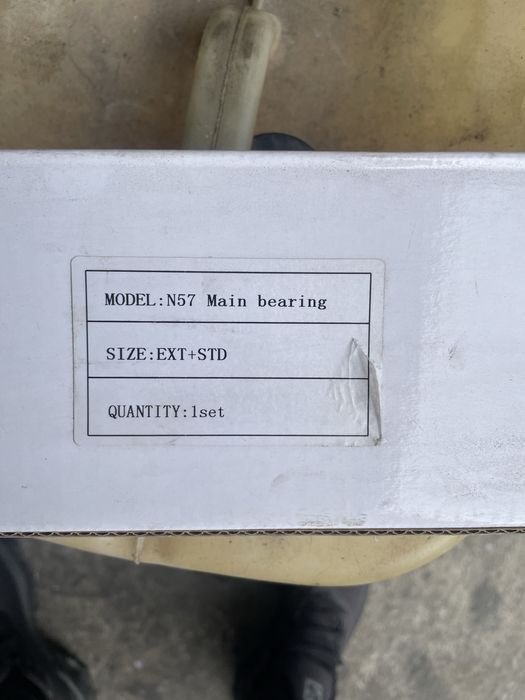 MODEL:N57 Main bearing
SIZE:EXT+STD
QUANTITY:1set